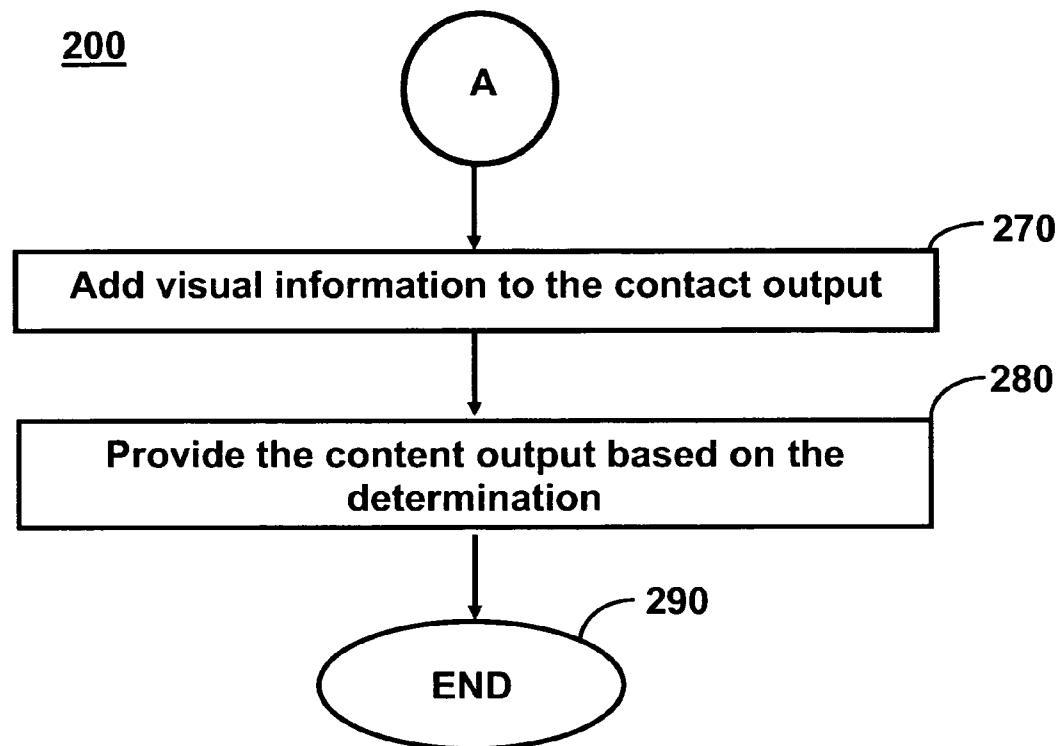 200
A
270
Add visual information to the contact output
280
Provide the content output based on the
determination
290
END